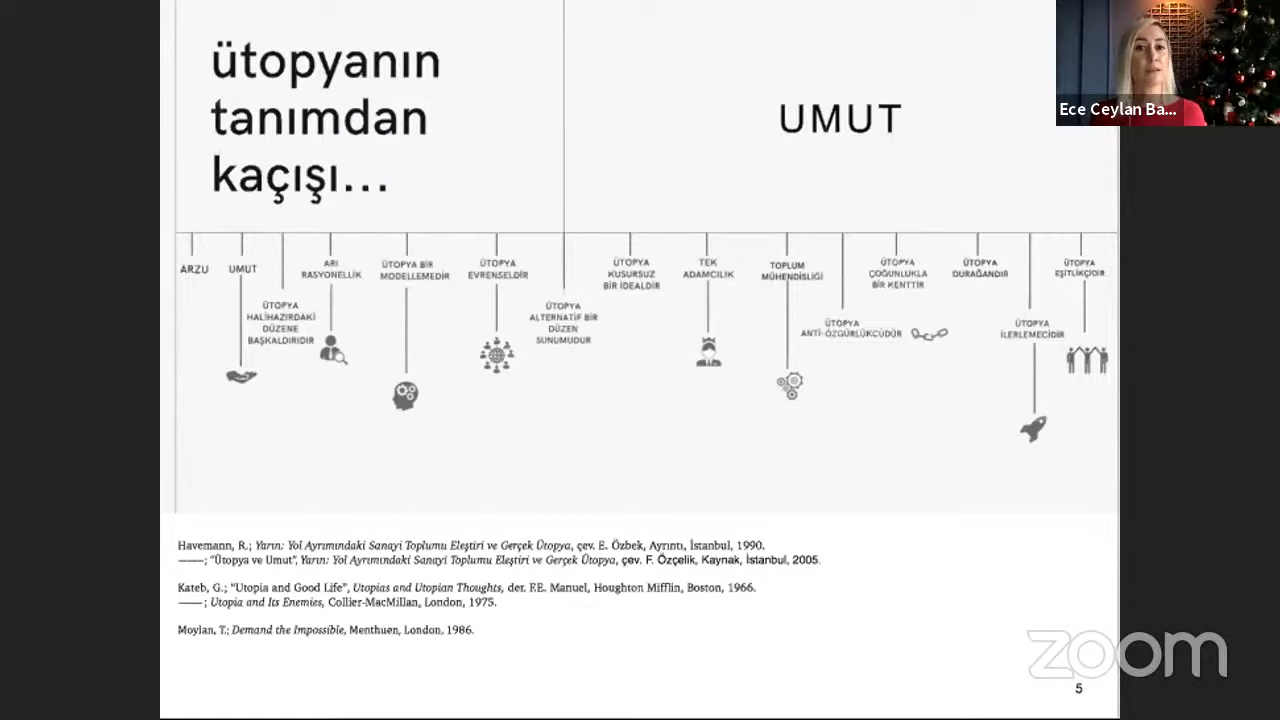 ütopyanın
tanımdan
kaçışı...
UMUT
Ece Ceylan Ba...
ARZU
UMUT
ÜTOPYA
HALİHAZIRDAKİ
DÜZENE
BAŞKALDIRIDIR
ARI
RASYONELLİK
ÜTOPYA BİR
MODELLEMEDİR
ÜTOPYA
EVRENSELDİR
ÜTOPYA
ALTERNATİF BİR
DÜZEN
SUNUMUDUR
ÜTOPYA
KUSURSUZ
BİR İDEALDİR
TEK
ADAMCILIK
TOPLUM
MÜHENDİSLİĞİ
ÜTOPYA
ANTİ-ÖZGÜRLÜKCÜDÜR
ÜTOPYA
ÇOĞUNLUKLA
BİR KENTTİR
ÜTOPYA
DURAĞANDIR
ÜTOPYA
İLERLEMECİDİR
ÜTOPYA
EŞİTLİKÇİDİR
Havemann, R.; Yarın: Yol Ayrımındaki Sanayi Toplumu Eleştiri ve Gerçek Ütopya, çev. E. Özbek, Ayrıntı, İstanbul, 1990.
——; "Ütopya ve Umut", Yarın: Yol Ayrımındaki Sanayi Toplumu Eleştiri ve Gerçek Ütopya, çev. F. Özçelik, Kaynak, İstanbul, 2005.
Kateb, G.; "Utopia and Good Life", Utopias and Utopian Thoughts, der. F.E. Manuel, Houghton Mifflin, Boston, 1966.
—— ; Utopia and Its Enemies, Collier-MacMillan, London, 1975.
Moylan, T.; Demand the Impossible, Menthuen, London, 1986.
zoom
5